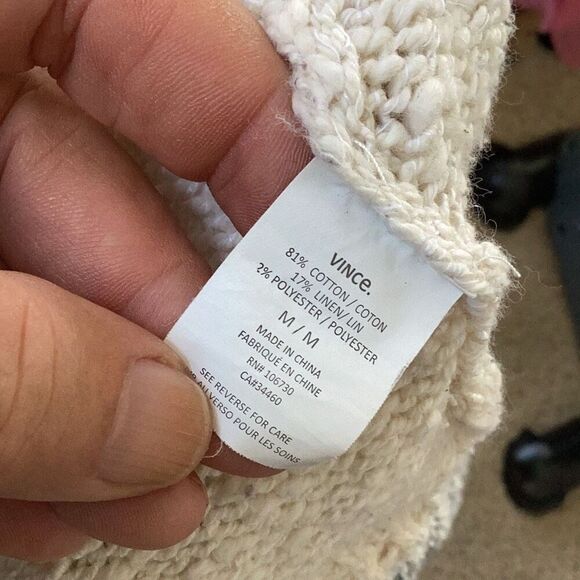 VINCE.
81% COTTON / COTON
17% LINEN/ LIN
2% POLYESTER / POLYESTER
M / M
MADE IN CHINA
FABRIQUÉ EN CHINE
RN# 106730
CA#34460
SEE REVERSE FOR CARE
AU VERSO POUR LES SOINS